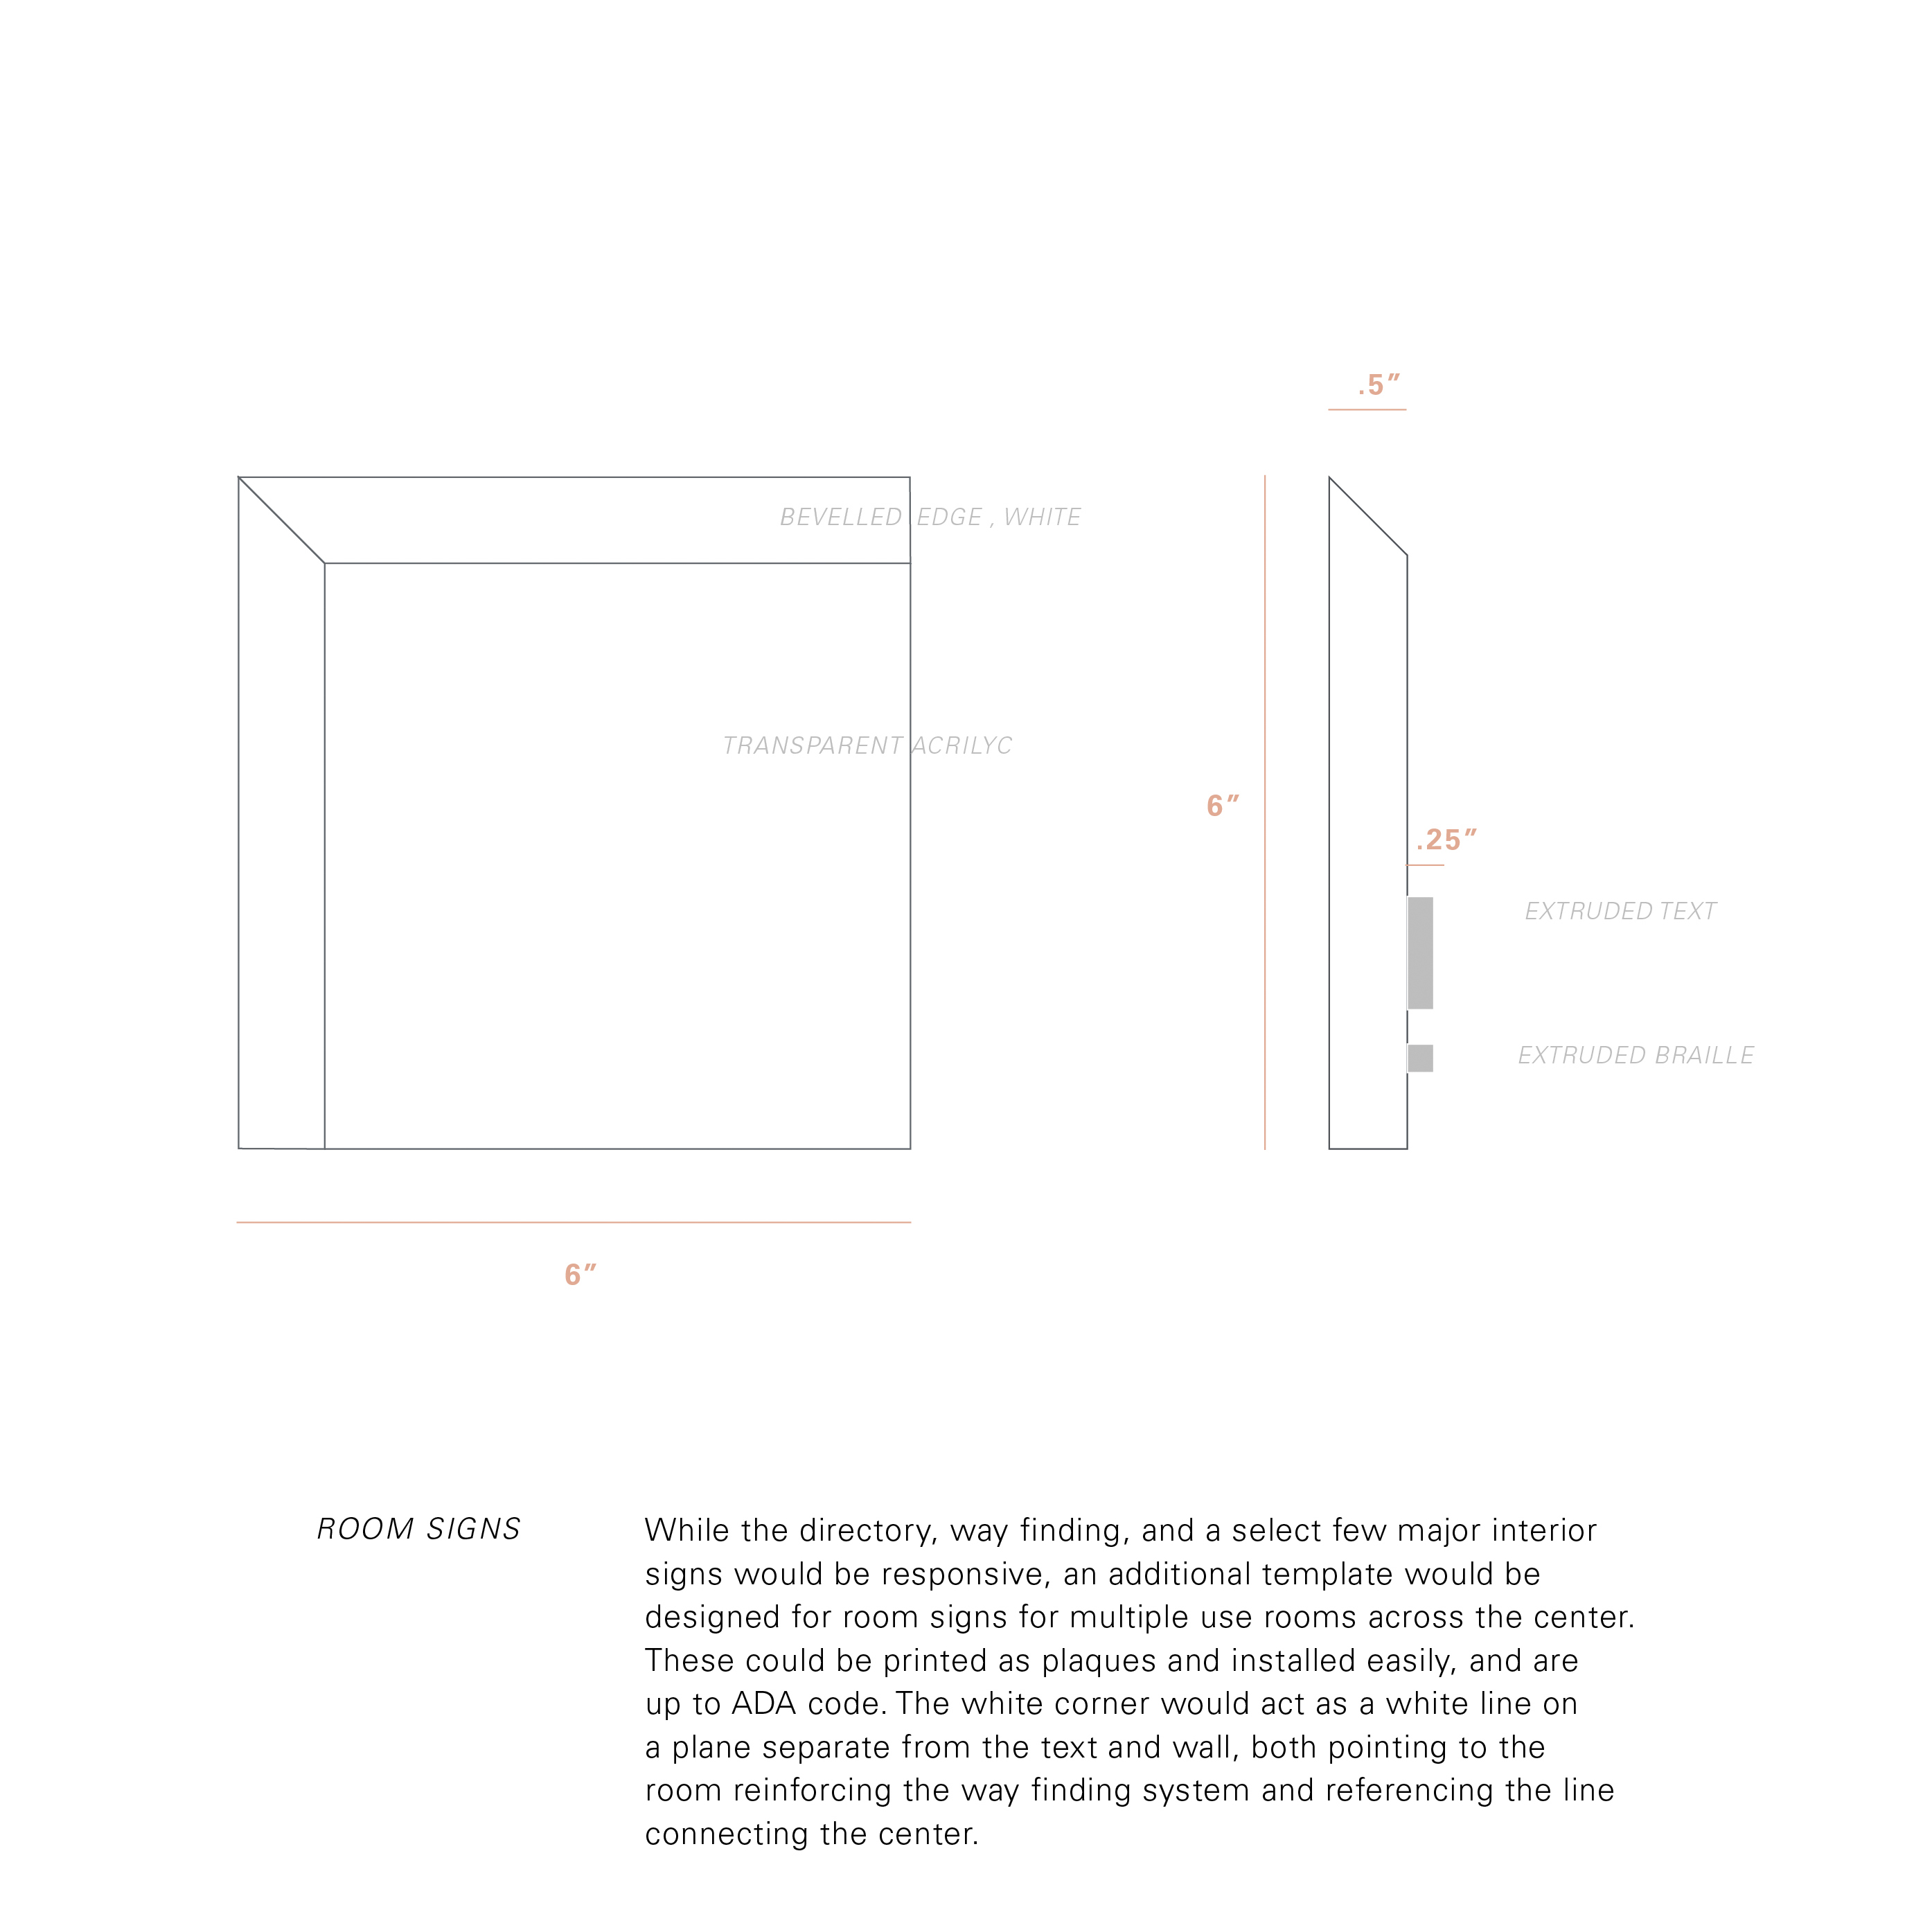 .5″
BEVELLED EDGE , WHITE
TRANSPARENT ACRILYC
6″
.25″
EXTRUDED TEXT
EXTRUDED BRAILLE
6″
ROOM SIGNS
While the directory, way finding, and a select few major interior
signs would be responsive, an additional template would be
designed for room signs for multiple use rooms across the center.
These could be printed as plaques and installed easily, and are
up to ADA code. The white corner would act as a white line on
a plane separate from the text and wall, both pointing to the
room reinforcing the way finding system and referencing the line
connecting the center.